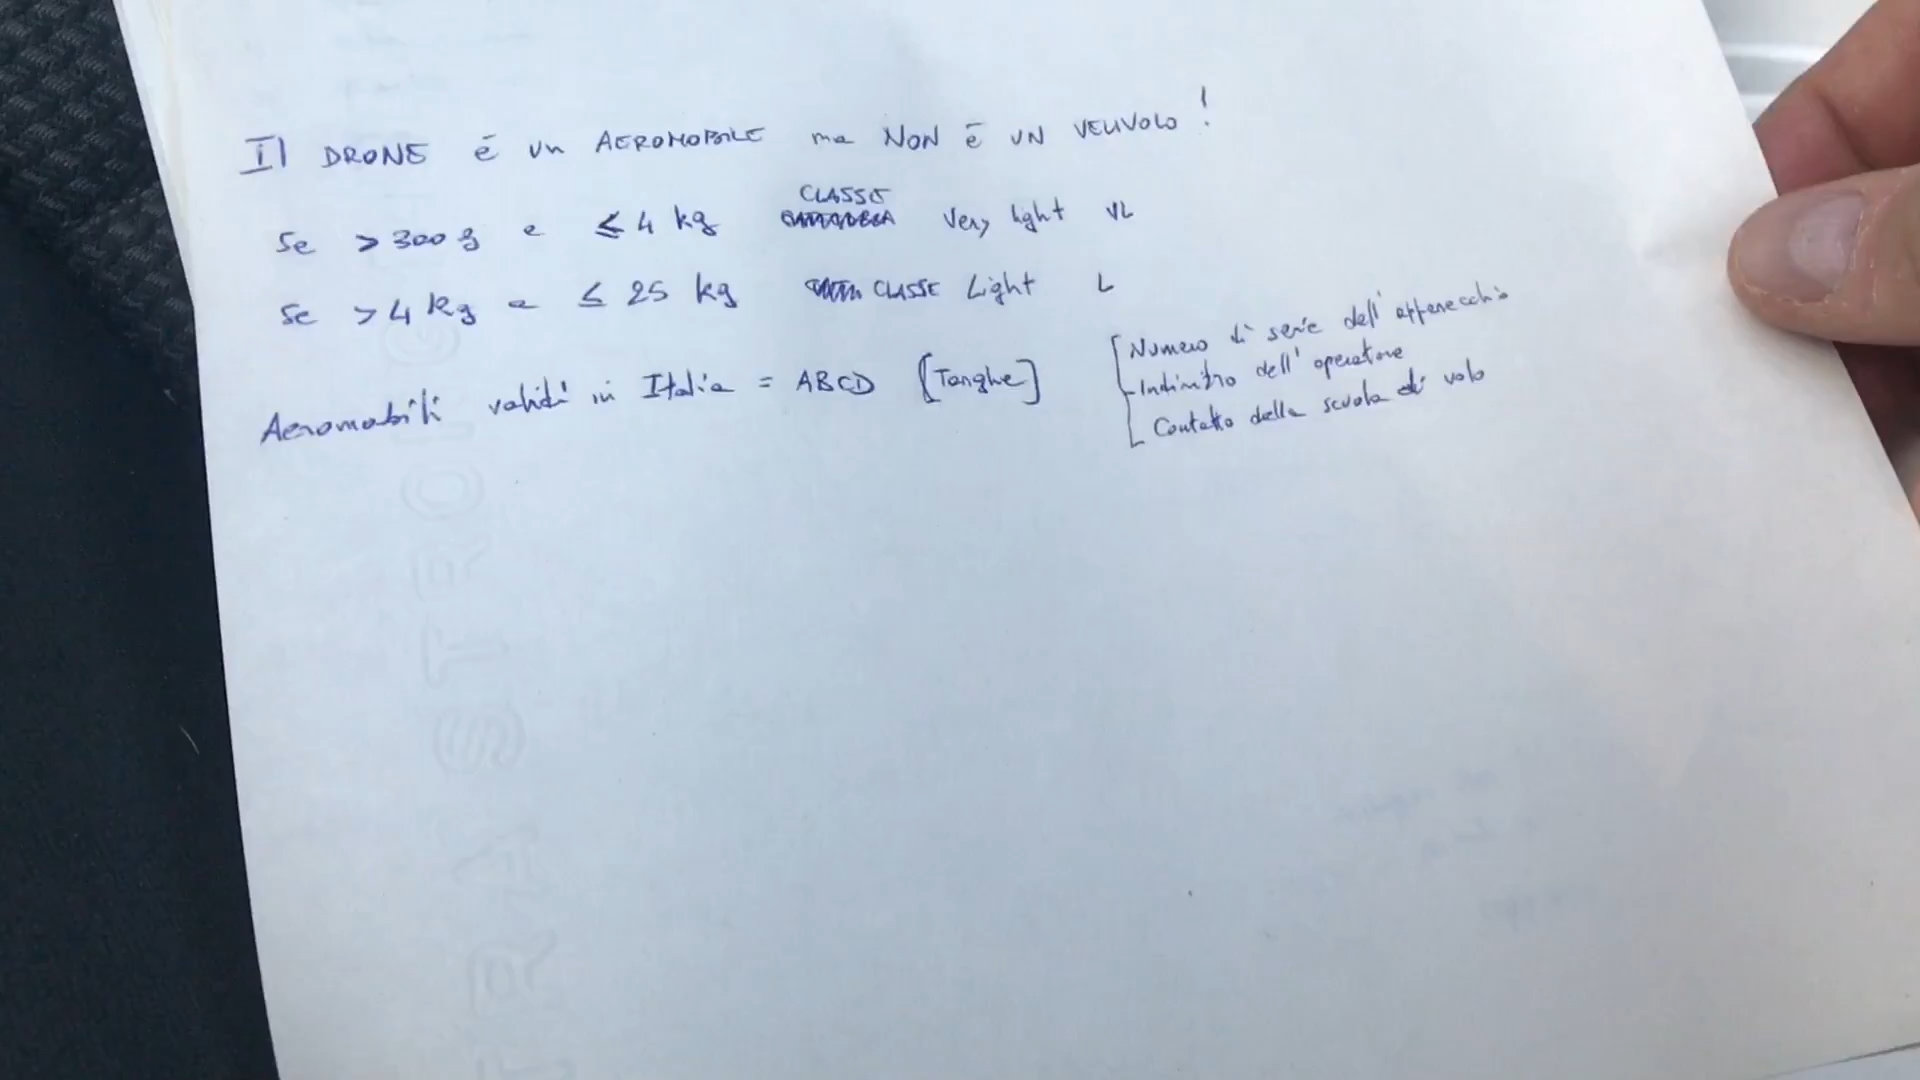 Il DRONE è un AEROMOBILE ma NON è UN VELIVOLO!
Se > 300 g e ≤ 4 kg CLASSE Very light VL
Se > 4 Kg e ≤ 25 kg CLASSE Light L
Aeromobili validi in Italia = ABCD [Targhe]
Numero di serie dell'apparecchio
Indirizzo dell'operatore
Contatto della scuola di volo